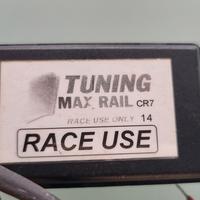 TUNING
MAX RAIL CR7
RACE USE ONLY 14
RACE USE